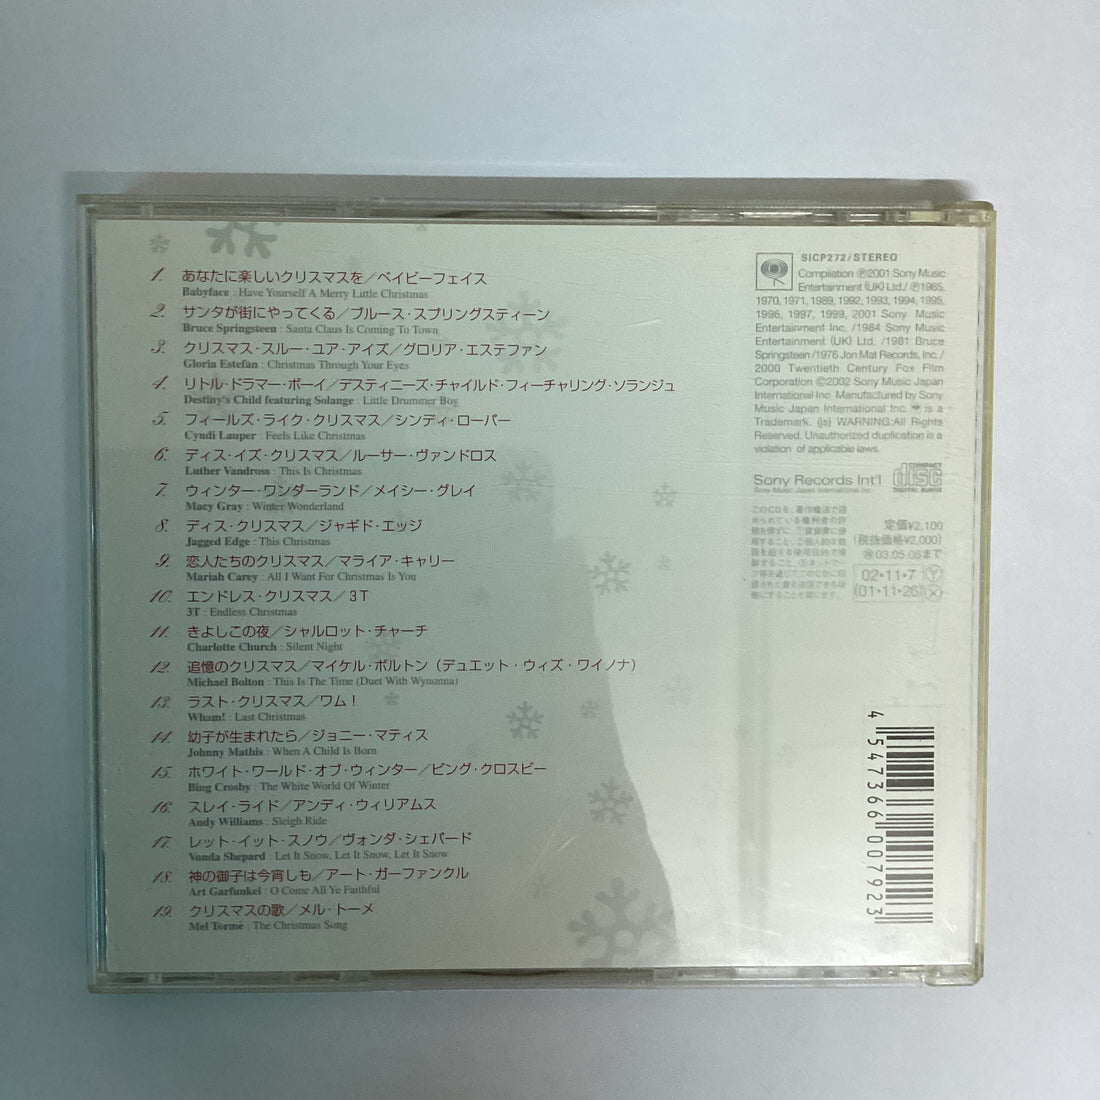 1. あなたに楽しいクリスマスを／ベイビーフェイス
Babyface : Have Yourself A Merry Little Christmas
2. サンタが街にやってくる／ブルース・スプリングスティーン
Bruce Springsteen : Santa Claus Is Coming To Town
3. クリスマス・スルー・ユア・アイズ／グロリア・エステファン
Gloria Estefan : Christmas Through Your Eyes
4. リトル・ドラマー・ボーイ／デスティニーズ・チャイルド・フィーチャリング・ソランジュ
Destiny's Child featuring Solange : Little Drummer Boy
5. フィールズ・ライク・クリスマス／シンディ・ローパー
Cyndi Lauper : Feels Like Christmas
6. ディス・イズ・クリスマス／ルーサー・ヴァンドロス
Luther Vandross : This Is Christmas
7. ウィンター・ワンダーランド／メイシー・グレイ
Macy Gray : Winter Wonderland
8. ディス・クリスマス／ジャギド・エッジ
Jagged Edge : This Christmas
9. 恋人たちのクリスマス／マライア・キャリー
Mariah Carey : All I Want For Christmas Is You
10. エンドレス・クリスマス／3T
3T : Endless Christmas
11. きよしこの夜／シャルロット・チャーチ
Charlotte Church : Silent Night
12. 追憶のクリスマス／マイケル・ボルトン（デュエット・ウィズ・ワイノナ）
Michael Bolton : This Is The Time (Duet With Wynonna)
13. ラスト・クリスマス／ワム！
Wham! : Last Christmas
14. 幼子が生まれたら／ジョニー・マティス
Johnny Mathis : When A Child Is Born
15. ホワイト・ワールド・オブ・ウィンター／ビング・クロスビー
Bing Crosby : The White World Of Winter
16. スレイ・ライド／アンディ・ウィリアムス
Andy Williams : Sleigh Ride
17. レット・イット・スノウ／ヴォンダ・シェパード
Vonda Shepard : Let It Snow, Let It Snow, Let It Snow
18. 神の御子は今宵しも／アート・ガーファンクル
Art Garfunkel : O Come All Ye Faithful
19. クリスマスの歌／メル・トーメ
Mel Tormé : The Christmas Song
SICP272/STEREO
Compilation ℗2001 Sony Music
Entertainment (UK) Ltd./ ℗1965,
1970, 1971, 1989, 1992, 1993, 1994, 1995,
1996, 1997, 1999, 2001 Sony Music
Entertainment Inc. /1984 Sony Music
Entertainment (UK) Ltd. /1981 Bruce
Springsteen /1976 Jon Mat Records, Inc. /
2000 Twentieth Century Fox Film
Corporation ©2002 Sony Music Japan
International Inc. Manufactured by Sony
Music Japan International Inc. is a
Trademark. (js) WARNING:All Rights
Reserved. Unauthorized duplication is a
violation of applicable laws.
Sony Records Int'l
Sony Music Japan International Inc.
COMPACT
disc
DIGITAL AUDIO
定価¥2,100
(税抜価格¥2,000)
再03.05.06まで
02・11・7 Y
(01・11・26) X
4 547366 007923